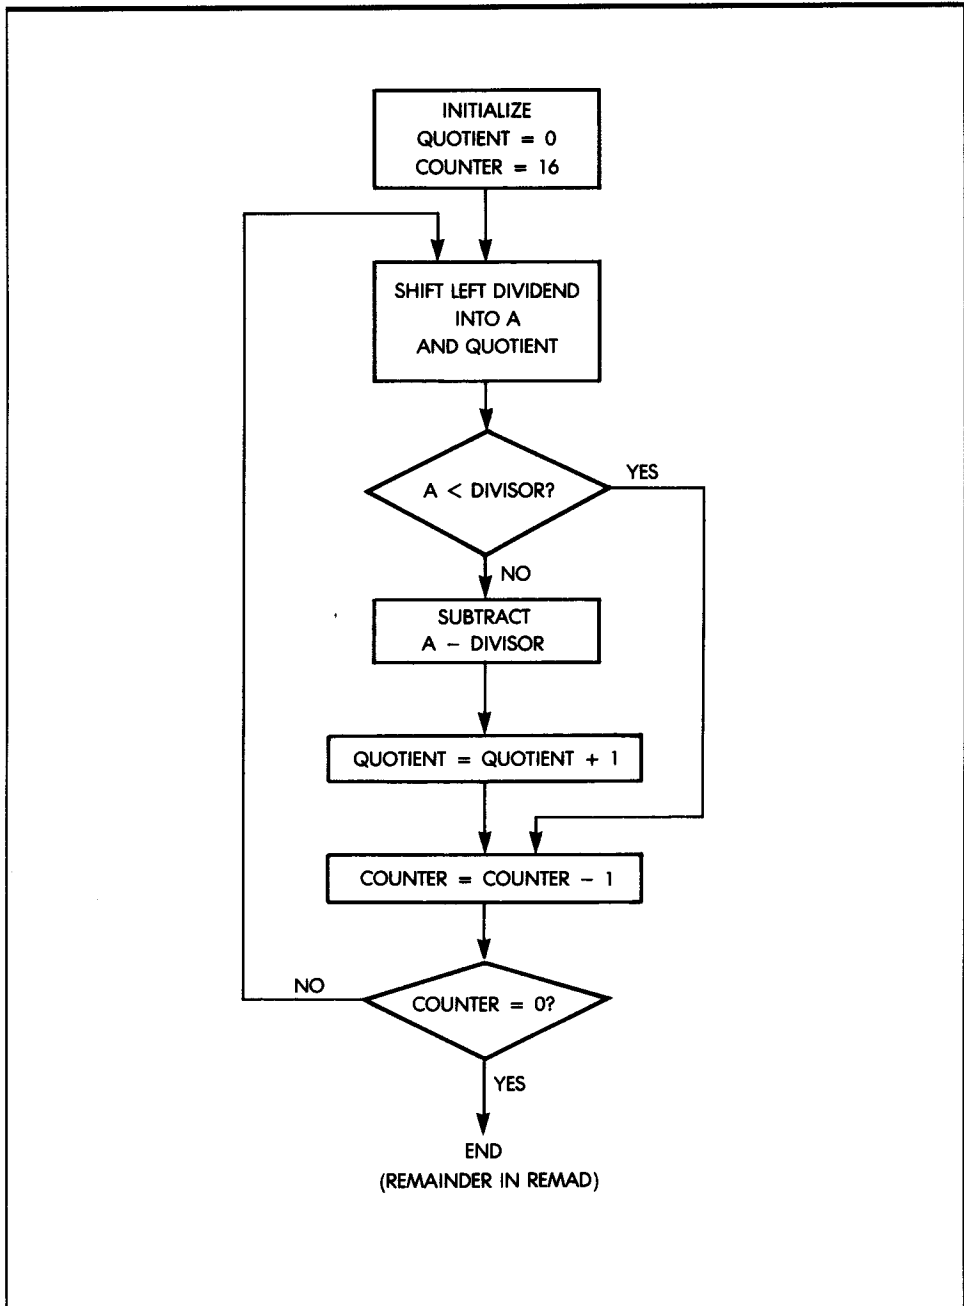 INITIALIZE
QUOTIENT = 0
COUNTER = 16
SHIFT LEFT DIVIDEND
INTO A
AND QUOTIENT
A < DIVISOR?
YES
NO
SUBTRACT
A − DIVISOR
QUOTIENT = QUOTIENT + 1
COUNTER = COUNTER − 1
NO
COUNTER = 0?
YES
END
(REMAINDER IN REMAD)